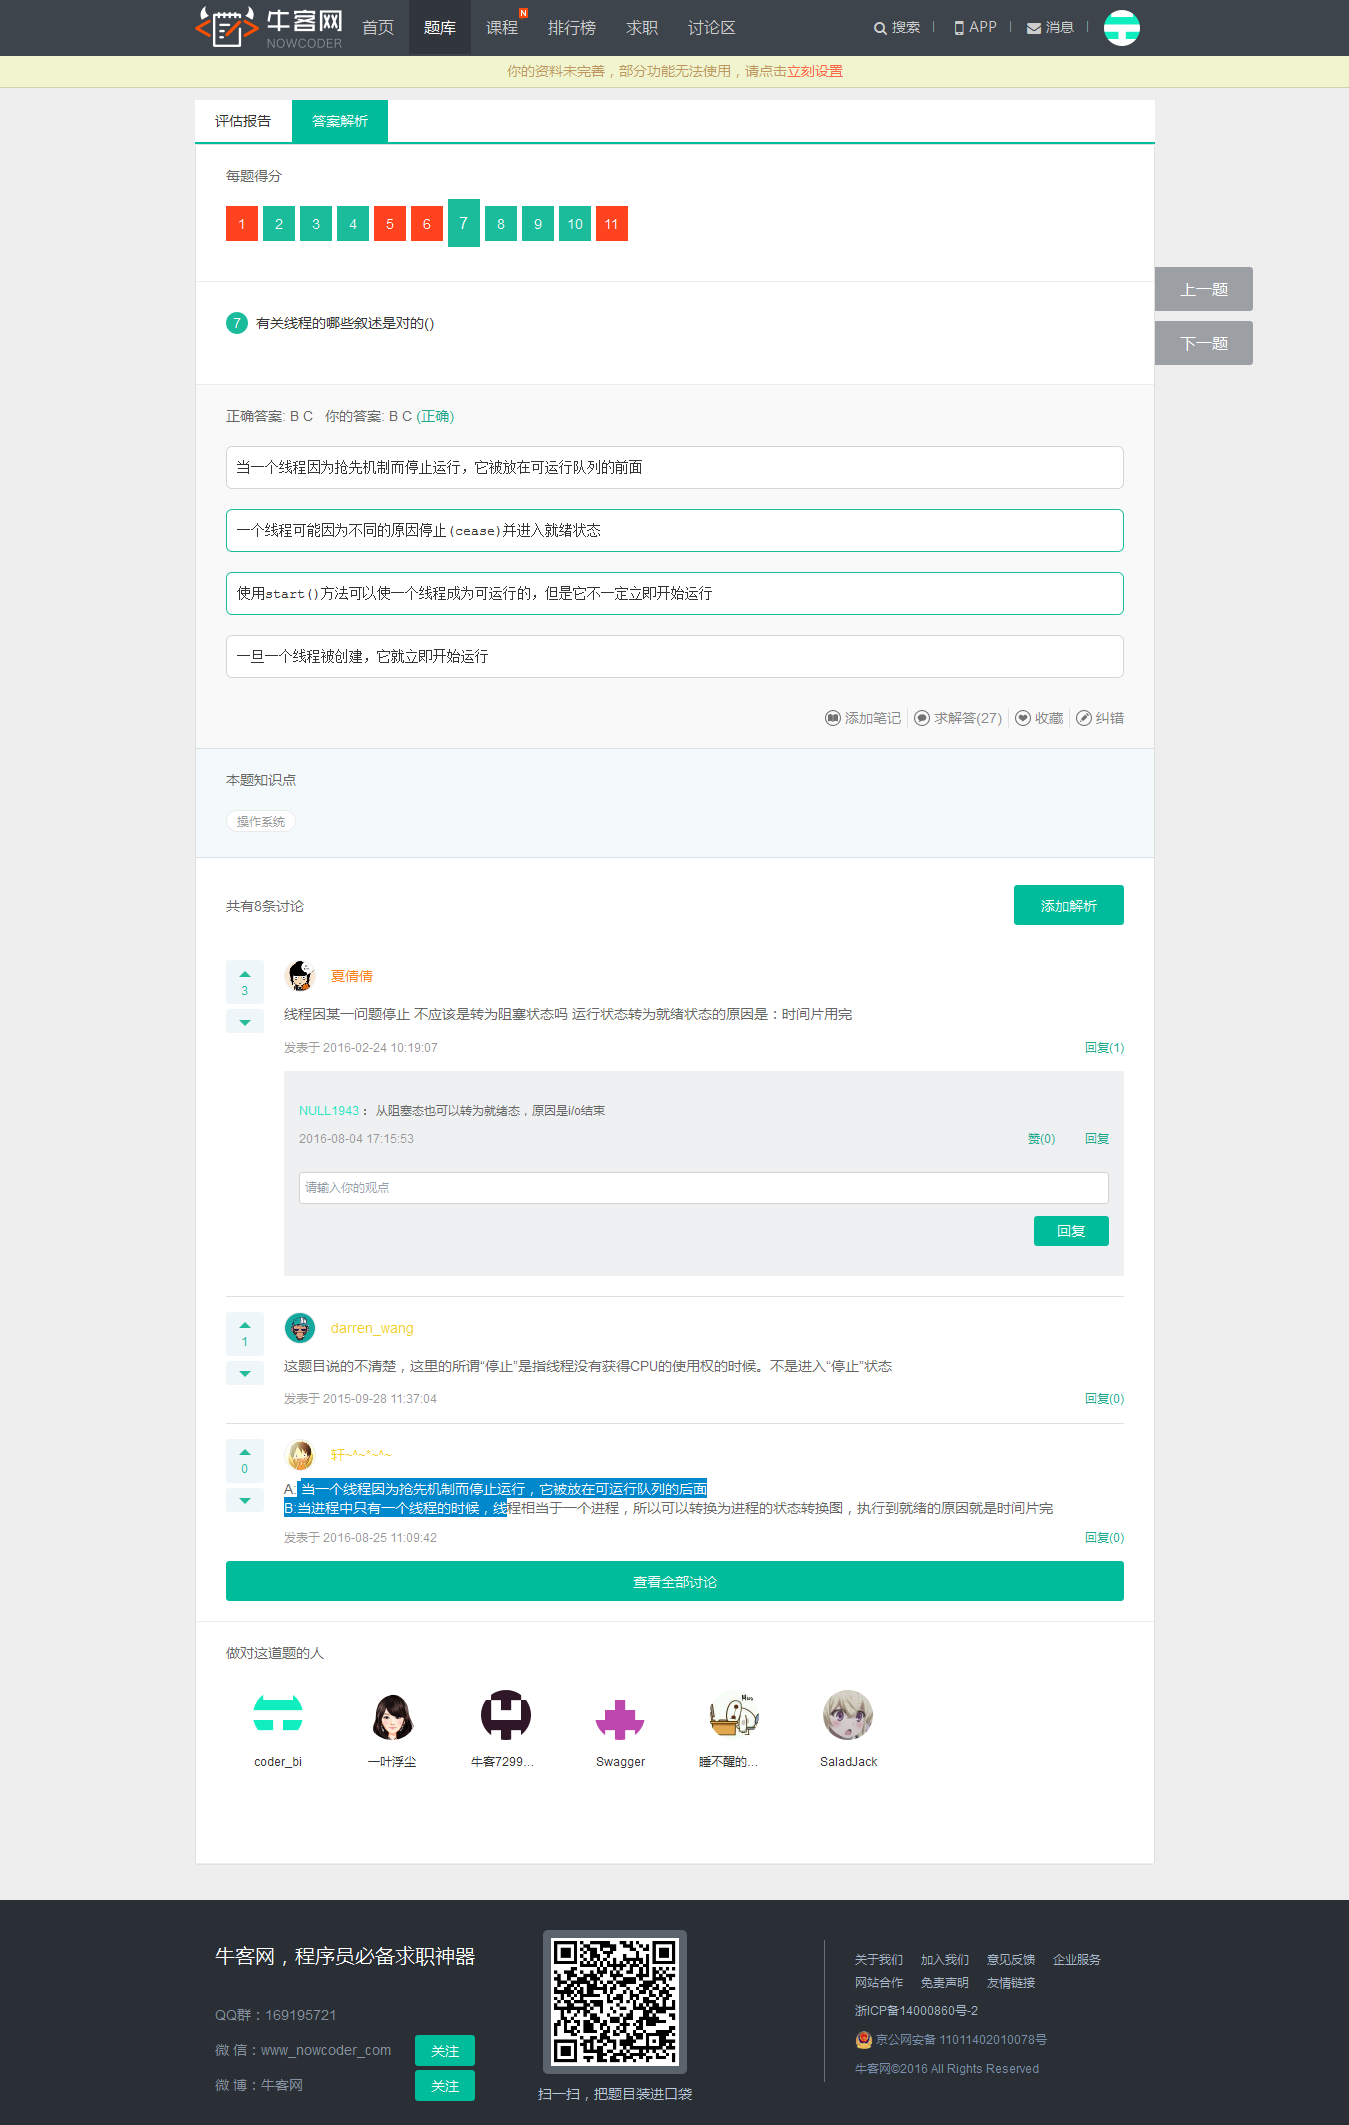 牛客网
NOWCODER
首页 题库 课程 N 排行榜 求职 讨论区 搜索 APP 消息
你的资料未完善，部分功能无法使用，请点击立刻设置
评估报告 答案解析
每题得分
1 2 3 4 5 6 7 8 9 10 11
上一题
7 有关线程的哪些叙述是对的()
下一题
正确答案: B C 你的答案: B C (正确)
当一个线程因为抢先机制而停止运行，它被放在可运行队列的前面
一个线程可能因为不同的原因停止(cease)并进入就绪状态
使用start()方法可以使一个线程成为可运行的，但是它不一定立即开始运行
一旦一个线程被创建，它就立即开始运行
添加笔记 求解答(27) 收藏 纠错
本题知识点
操作系统
共有8条讨论 添加解析
3
夏倩倩
线程因某一问题停止 不应该是转为阻塞状态吗 运行状态转为就绪状态的原因是：时间片用完
发表于 2016-02-24 10:19:07 回复(1)
NULL1943： 从阻塞态也可以转为就绪态，原因是i/o结束
2016-08-04 17:15:53 赞(0) 回复
请输入你的观点
回复
1
darren_wang
这题目说的不清楚，这里的所谓“停止”是指线程没有获得CPU的使用权的时候。不是进入“停止”状态
发表于 2015-09-28 11:37:04 回复(0)
0
轩~^~*~^~
A: 当一个线程因为抢先机制而停止运行，它被放在可运行队列的后面
B:当进程中只有一个线程的时候，线程相当于一个进程，所以可以转换为进程的状态转换图，执行到就绪的原因就是时间片完
发表于 2016-08-25 11:09:42 回复(0)
查看全部讨论
做对这道题的人
coder_bi 一叶浮尘 牛客7299... Swagger 睡不醒的... SaladJack
牛客网，程序员必备求职神器
QQ群：169195721
微 信：www_nowcoder_com 关注
微 博：牛客网 关注
扫一扫，把题目装进口袋
关于我们 加入我们 意见反馈 企业服务
网站合作 免责声明 友情链接
浙ICP备14000860号-2
京公网安备 11011402010078号
牛客网©2016 All Rights Reserved